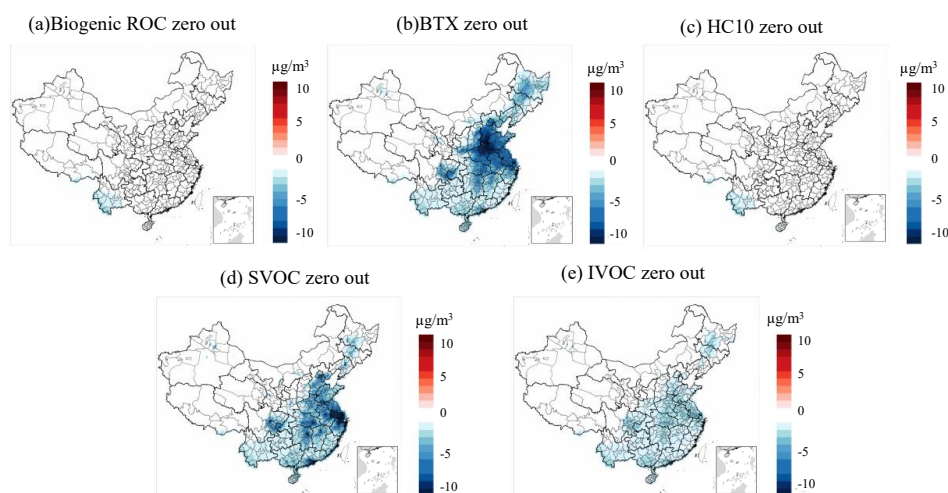 (a)Biogenic ROC zero out
(b)BTX zero out
(c) HC10 zero out
µg/m³
10
5
0
-5
-10
µg/m³
10
5
0
-5
-10
µg/m³
10
5
0
-5
-10
(d) SVOC zero out
(e) IVOC zero out
µg/m³
10
5
0
-5
-10
µg/m³
10
5
0
-5
-10